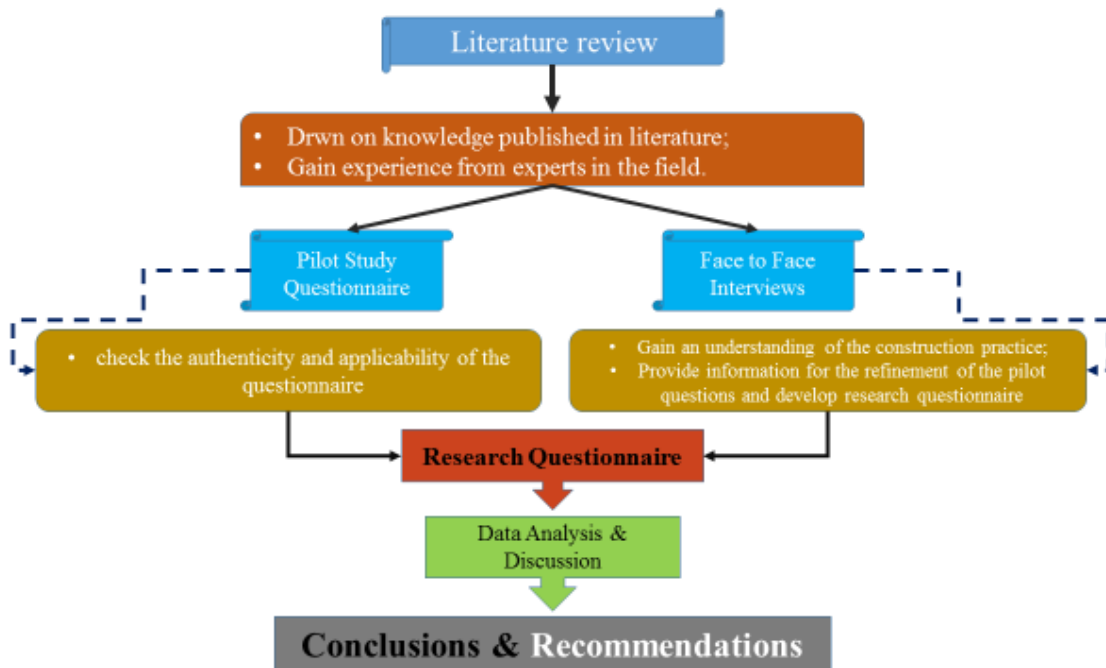 Literature review
• Drwn on knowledge published in literature;
• Gain experience from experts in the field.
Pilot Study
Questionnaire
Face to Face
Interviews
• check the authenticity and applicability of the
questionnaire
• Gain an understanding of the construction practice;
• Provide information for the refinement of the pilot
questions and develop research questionnaire
Research Questionnaire
Data Analysis &
Discussion
Conclusions & Recommendations